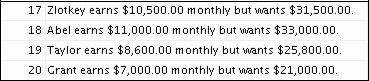 17 Zlotkey earns $10,500.00 monthly but wants $31,500.00.
18 Abel earns $11,000.00 monthly but wants $33,000.00.
19 Taylor earns $8,600.00 monthly but wants $25,800.00.
20 Grant earns $7,000.00 monthly but wants $21,000.00.